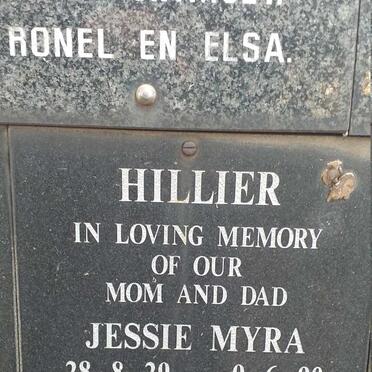 RONEL EN ELSA.
HILLIER
IN LOVING MEMORY
OF OUR
MOM AND DAD
JESSIE MYRA